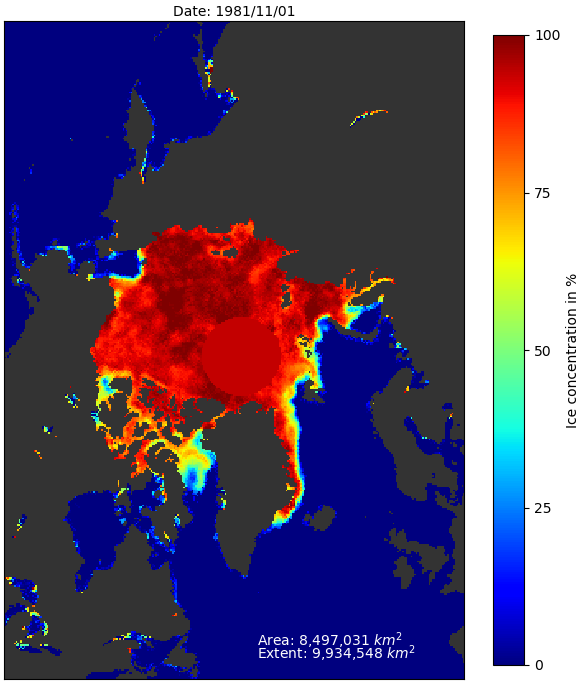 Date: 1981/11/01
100
75
50
25
0
Ice concentration in %
Area: 8,497,031 km²
Extent: 9,934,548 km²